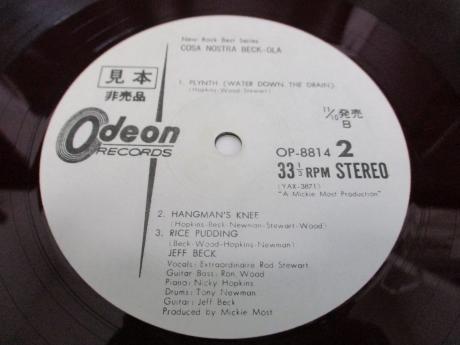 New Rock Best Series
COSA NOSTRA BECK-OLA
見本
非売品
1. PLYNTH (WATER DOWN THE DRAIN)
(Hopkins-Wood-Stewart)
Odeon
RECORDS
11/10発売
B
OP-8814 2
33 1/3 RPM STEREO
(YAX-3871)
"A Mickie Most Production"
2. HANGMAN'S KNEE
(Hopkins-Beck-Newman-Stewart-Wood)
3. RICE PUDDING
(Beck-Wood-Hopkins-Newman)
JEFF BECK
Vocals: Extraordinaire Rod Stewart
Guitar Bass: Ron Wood
Piano: Nicky Hopkins
Drums: Tony Newman
Guitar: Jeff Beck
Produced by Mickie Most